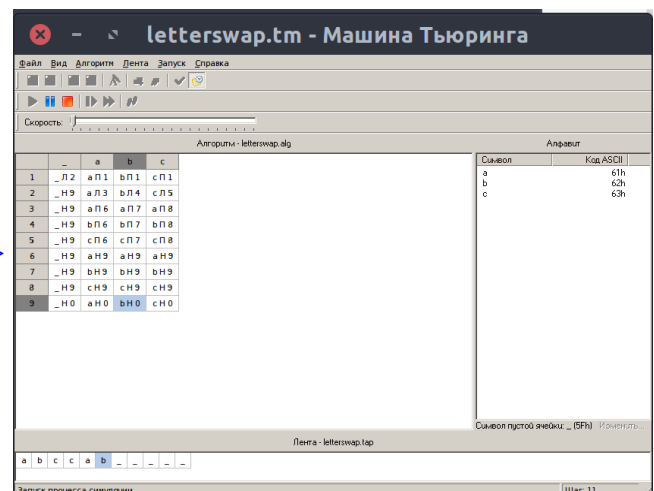 letterswap.tm - Машина Тьюринга
Файл Вид Алгоритм Лента Запуск Справка
Скорость:
Алгоритм - letterswap.alg
Алфавит
_ a b c
Символ Код ASCII
1 _Л2 aП1 bП1 cП1
a 61h
2 _Н9 aЛ3 bЛ4 cЛ5
b 62h
c 63h
3 _Н9 aП6 aП7 aП8
4 _Н9 bП6 bП7 bП8
5 _Н9 cП6 cП7 cП8
6 _Н9 aН9 aН9 aН9
7 _Н9 bН9 bН9 bН9
8 _Н9 cН9 cН9 cН9
9 _Н0 aН0 bН0 cН0
Символ пустой ячейки: _ (5Fh) Изменить...
Лента - letterswap.tap
a b c c a b _ _ _ _ _
Запуск процесса симуляции Шаг: 11